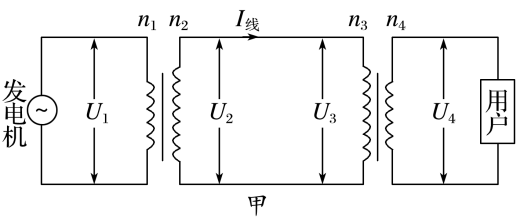 n₁ n₂ I线 n₃ n₄
发电机 ~ U₁ U₂ U₃ U₄ 用户
甲